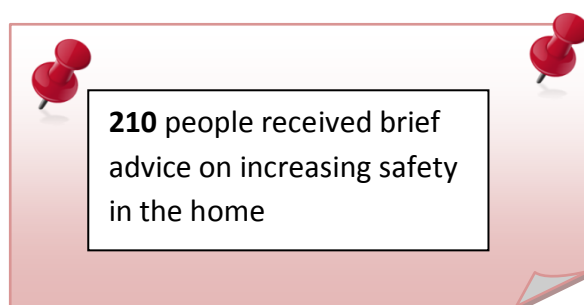 210 people received brief
advice on increasing safety
in the home